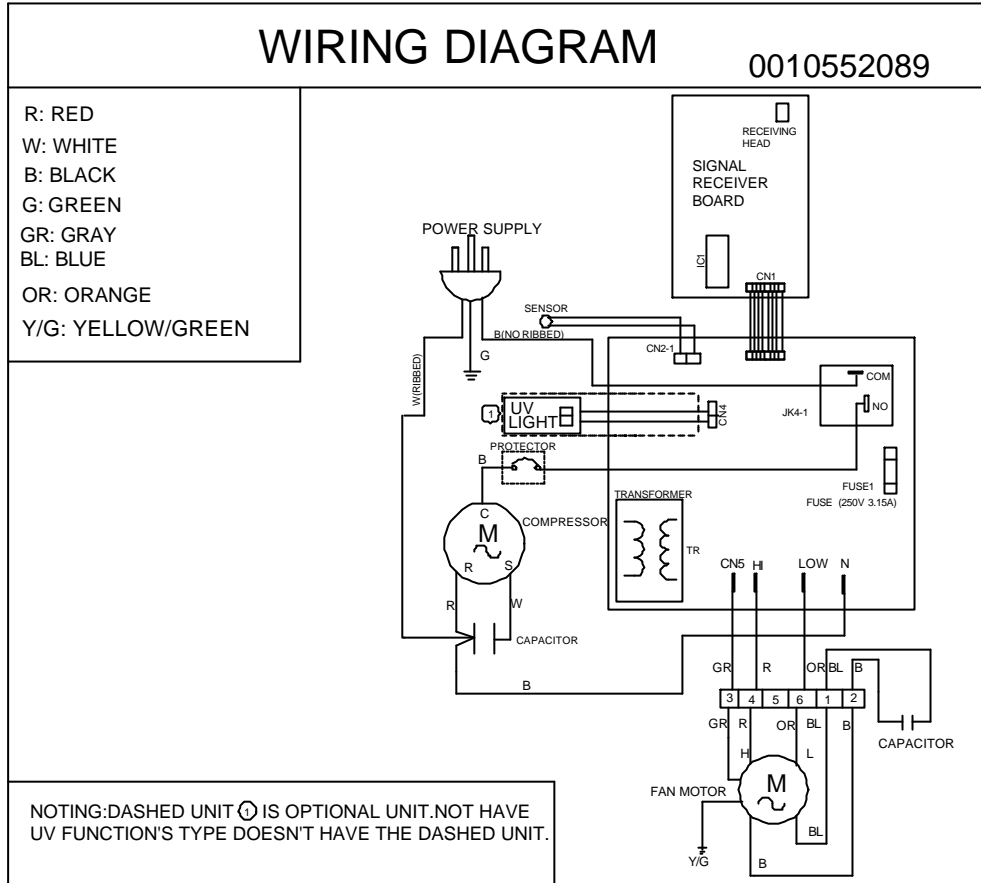 WIRING DIAGRAM
0010552089
R: RED
W: WHITE
B: BLACK
G: GREEN
GR: GRAY
BL: BLUE
OR: ORANGE
Y/G: YELLOW/GREEN
RECEIVING
HEAD
SIGNAL
RECEIVER
BOARD
IC1
CN1
POWER SUPPLY
SENSOR
B(NO RIBBED)
CN2-1
G
W(RIBBED)
COM
NO
JK4-1
1
UV
LIGHT
CN4
PROTECTOR
B
FUSE1
FUSE (250V 3.15A)
TRANSFORMER
TR
C
COMPRESSOR
M
R
S
R
W
CAPACITOR
B
CN5 HI LOW N
GR R OR BL B
3 4 5 6 1 2
GR R OR BL B
CAPACITOR
H L
FAN MOTOR
M
BL
Y/G
B
NOTING:DASHED UNIT 1 IS OPTIONAL UNIT.NOT HAVE
UV FUNCTION'S TYPE DOESN'T HAVE THE DASHED UNIT.